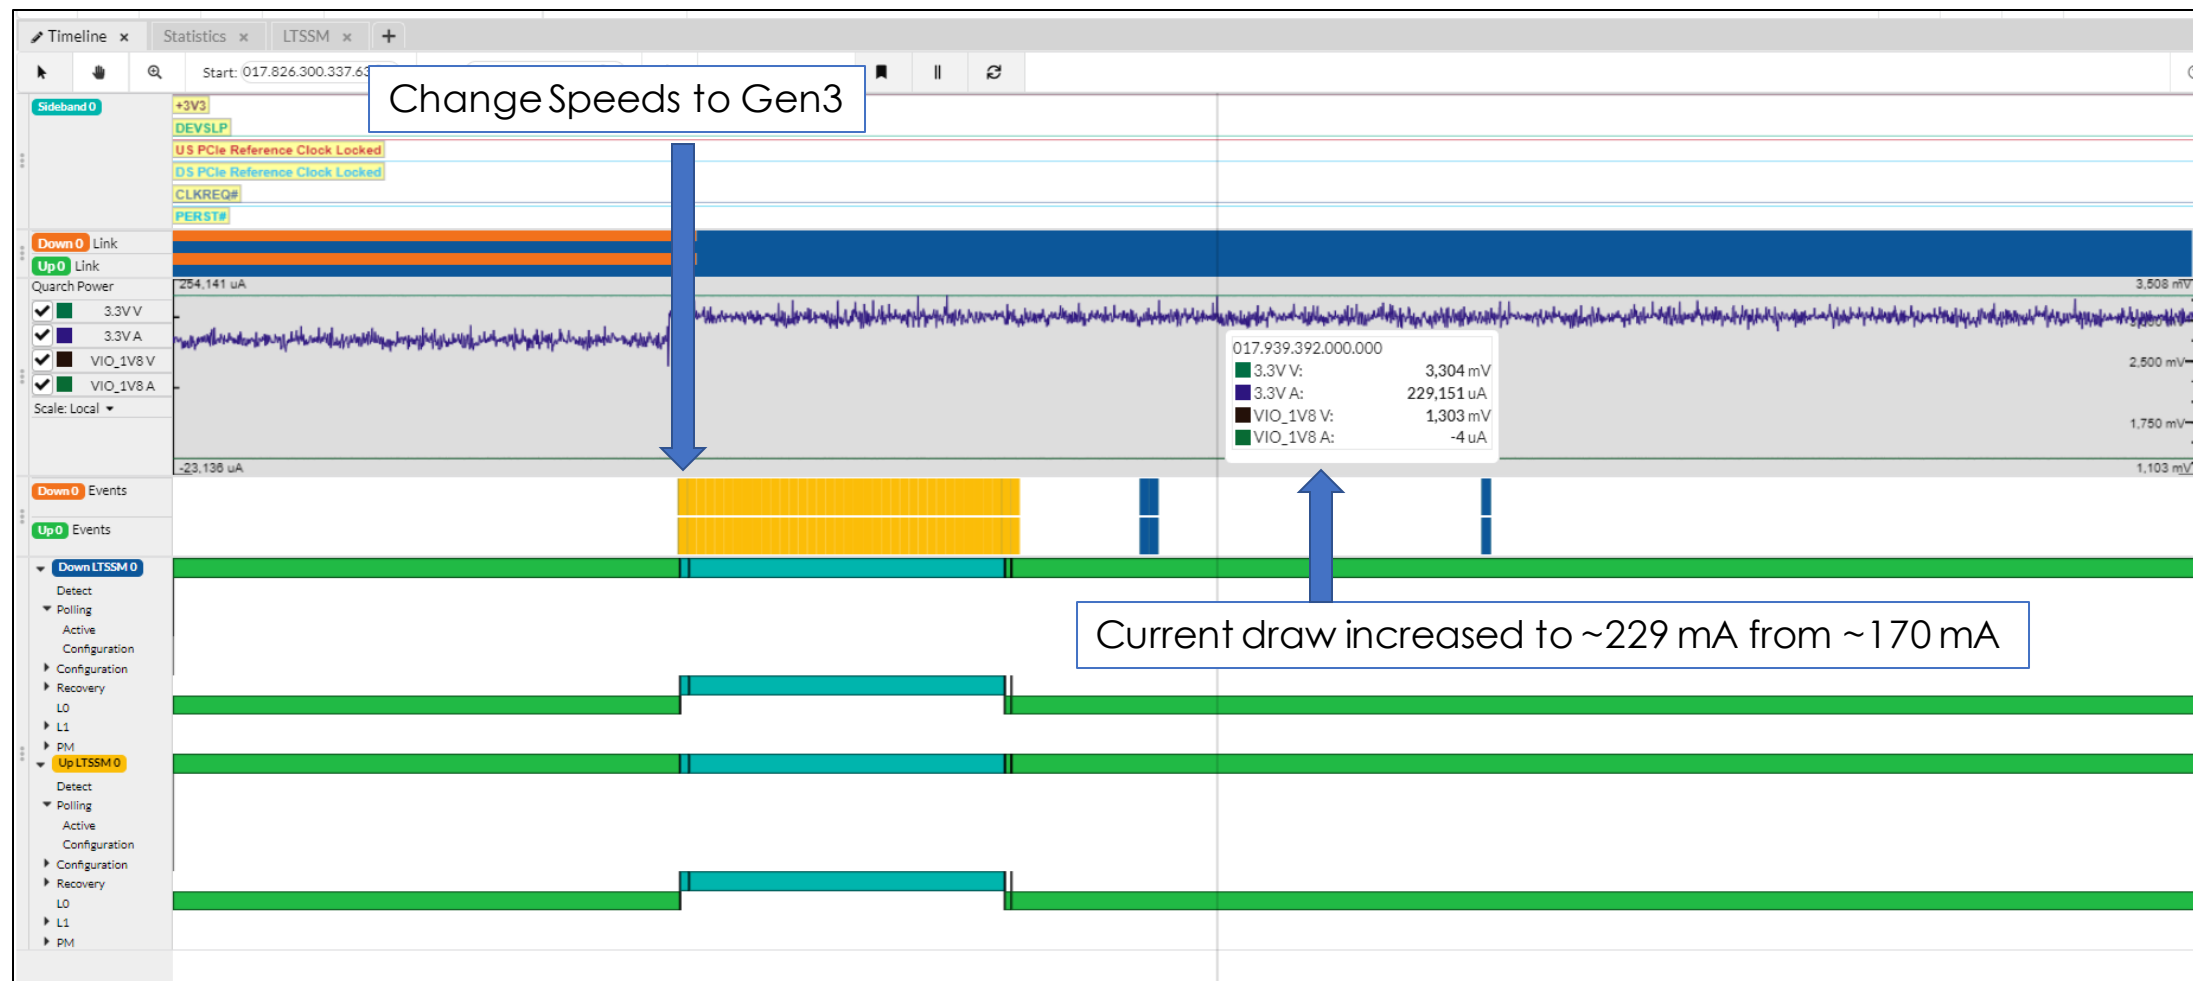 Timeline x Statistics x LTSSM x +
Start: 017.826.300.337.63
Change Speeds to Gen3
Sideband 0
+3V3
DEVSLP
US PCIe Reference Clock Locked
DS PCIe Reference Clock Locked
CLKREQ#
PERST#
Down 0 Link
Up 0 Link
Quarch Power
254,141 uA
3,508 mV
3.3V V
3.3V A
VIO_1V8 V
2,500 mV
VIO_1V8 A
Scale: Local
1,750 mV
-23,136 uA
1,103 mV
017.939.392.000.000
3.3V V: 3,304 mV
3.3V A: 229,151 uA
VIO_1V8 V: 1,303 mV
VIO_1V8 A: -4 uA
Down 0 Events
Up 0 Events
Current draw increased to ~229 mA from ~170 mA
Down LTSSM 0
Detect
Polling
Active
Configuration
Configuration
Recovery
L0
L1
PM
Up LTSSM 0
Detect
Polling
Active
Configuration
Configuration
Recovery
L0
L1
PM